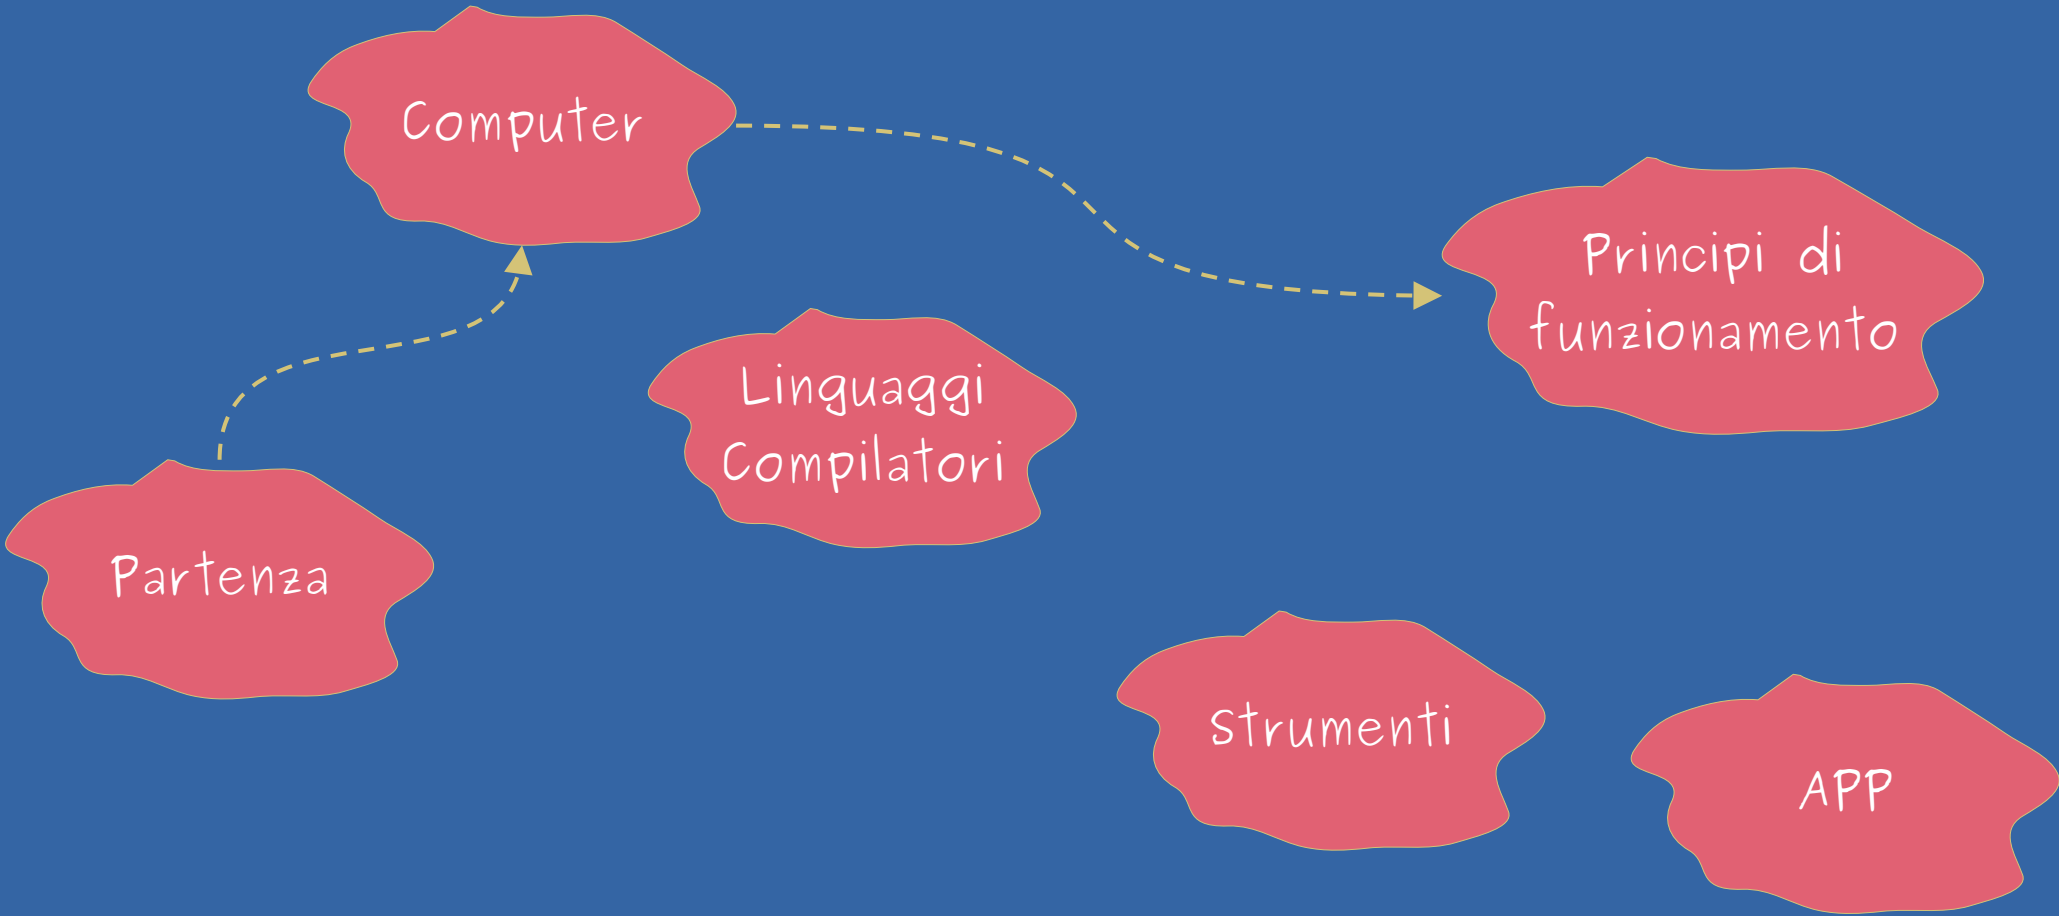 Computer
Principi di
funzionamento
Linguaggi
Compilatori
Partenza
Strumenti
APP